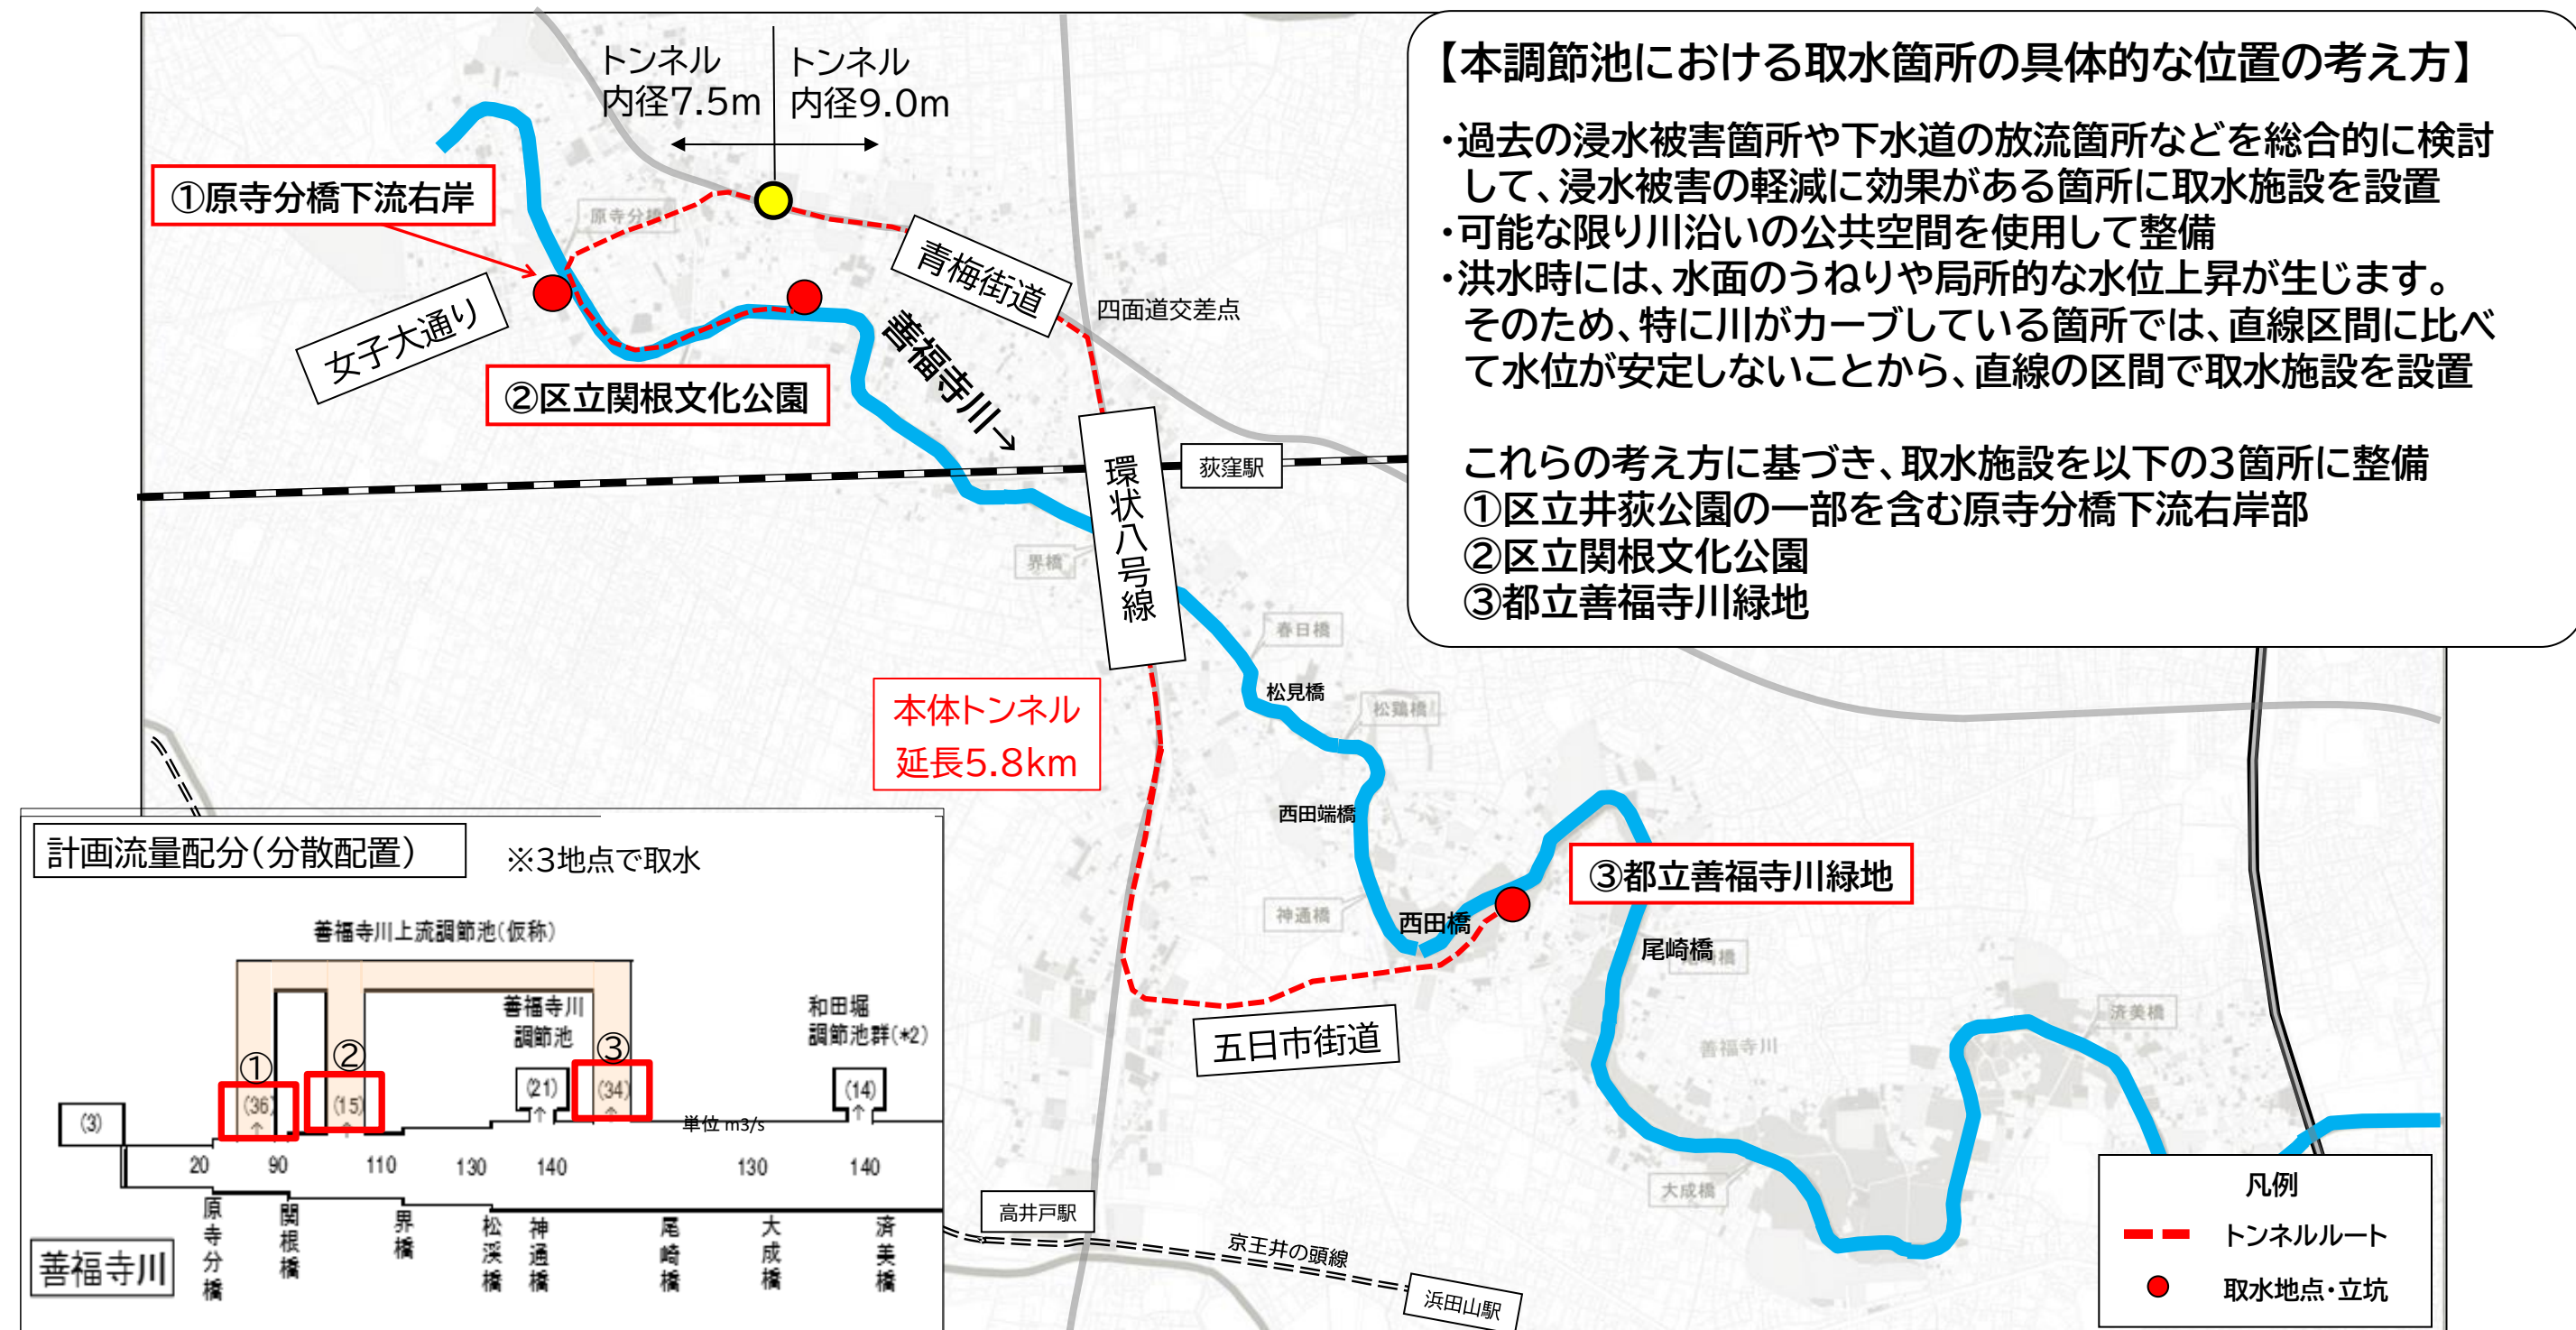 【本調節池における取水箇所の具体的な位置の考え方】
・過去の浸水被害箇所や下水道の放流箇所などを総合的に検討
して、浸水被害の軽減に効果がある箇所に取水施設を設置
・可能な限り川沿いの公共空間を使用して整備
・洪水時には、水面のうねりや局所的な水位上昇が生じます。
そのため、特に川がカーブしている箇所では、直線区間に比べ
て水位が安定しないことから、直線の区間で取水施設を設置
これらの考え方に基づき、取水施設を以下の3箇所に整備
①区立井荻公園の一部を含む原寺分橋下流右岸部
②区立関根文化公園
③都立善福寺川緑地
トンネル
内径7.5m
トンネル
内径9.0m
①原寺分橋下流右岸
原寺分橋
青梅街道
四面道交差点
女子大通り
②区立関根文化公園
善福寺川→
荻窪駅
環状八号線
界橋
春日橋
松見橋
松鶏橋
本体トンネル
延長5.8km
西田端橋
③都立善福寺川緑地
神通橋
西田橋
尾崎橋
尾崎橋
五日市街道
済美橋
善福寺川
大成橋
高井戸駅
京王井の頭線
浜田山駅
凡例
トンネルルート
取水地点・立坑
計画流量配分(分散配置)
※3地点で取水
善福寺川上流調節池(仮称)
善福寺川
調節池
和田堀
調節池群(*2)
① ② ③
(3) (36) (15) (21) (34) (14)
↑ ↑ ↑ ↑ ↑
単位 m3/s
20 90 110 130 140 130 140
原寺分橋
関根橋
界橋
松渓橋
神通橋
尾崎橋
大成橋
済美橋
善福寺川